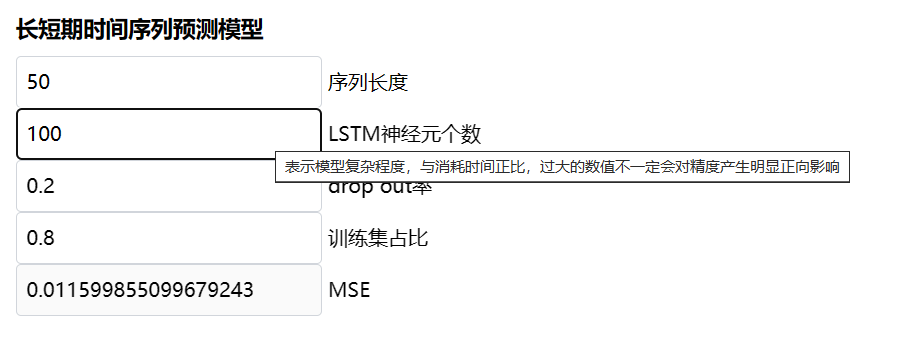 长短期时间序列预测模型
50 序列长度
100 LSTM神经元个数
表示模型复杂程度，与消耗时间正比，过大的数值不一定会对精度产生明显正向影响
0.2 drop out率
0.8 训练集占比
0.011599855099679243 MSE